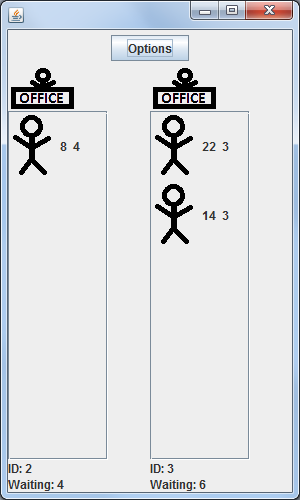 Options
OFFICE OFFICE
8 4 22 3
14 3
ID: 2 ID: 3
Waiting: 4 Waiting: 6